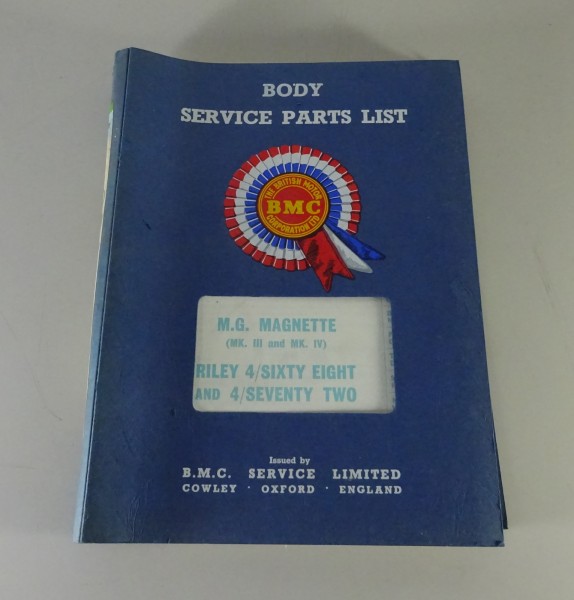 BODY
SERVICE PARTS LIST
THE BRITISH MOTOR
BMC
CORPORATION LTD
M.G. MAGNETTE
(MK. III and MK. IV)
RILEY 4/SIXTY EIGHT
AND 4/SEVENTY TWO
Issued by
B.M.C. SERVICE LIMITED
COWLEY · OXFORD · ENGLAND